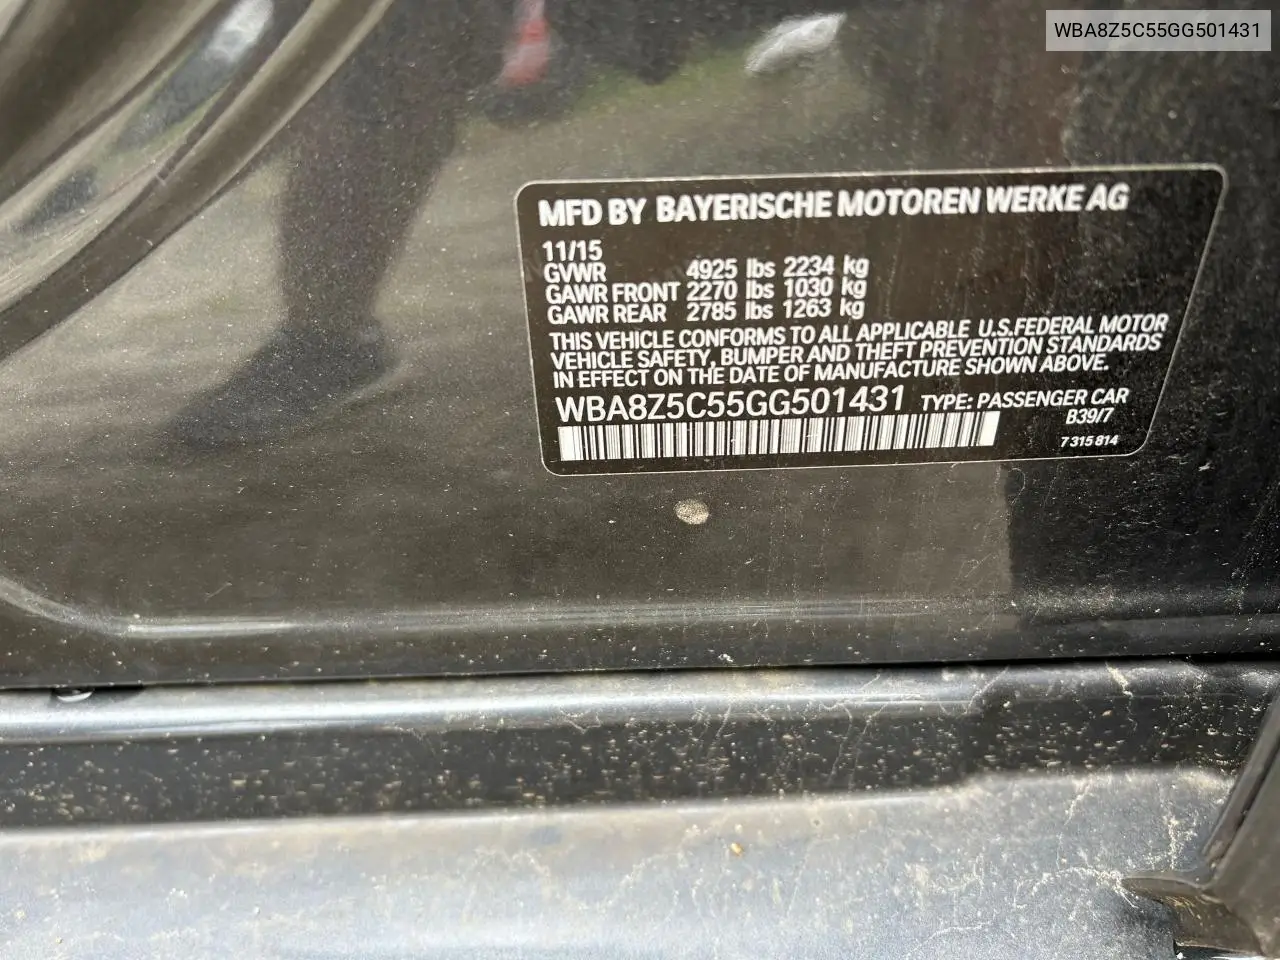 WBA8Z5C55GG501431
MFD BY BAYERISCHE MOTOREN WERKE AG
11/15
GVWR 4925 lbs 2234 kg
GAWR FRONT 2270 lbs 1030 kg
GAWR REAR 2785 lbs 1263 kg
THIS VEHICLE CONFORMS TO ALL APPLICABLE U.S.FEDERAL MOTOR
VEHICLE SAFETY, BUMPER AND THEFT PREVENTION STANDARDS
IN EFFECT ON THE DATE OF MANUFACTURE SHOWN ABOVE.
WBA8Z5C55GG501431 TYPE: PASSENGER CAR
B39/7
7 315 814